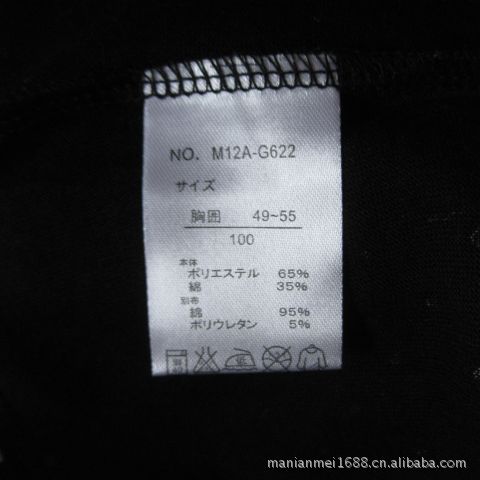 NO. M12A-G622
サイズ
胸囲 49~55
100
本体
ポリエステル 65%
綿 35%
別布
綿 95%
ポリウレタン 5%
manianmei1688.cn.alibaba.com